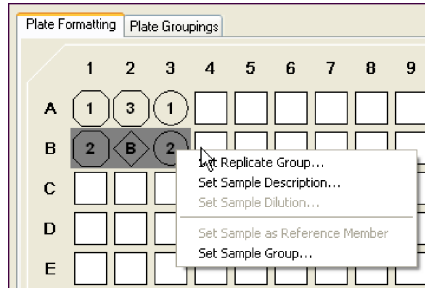 Plate Formatting Plate Groupings
1 2 3 4 5 6 7 8 9
A 1 3 1
B 2 B 2
Replicate Group...
C Set Sample Description...
Set Sample Dilution...
D Set Sample as Reference Member
E Set Sample Group...